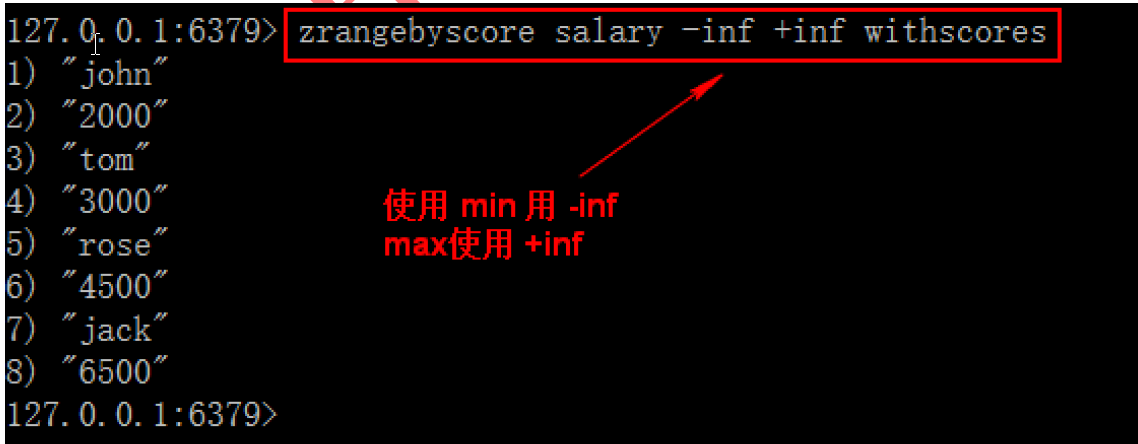 127.0.0.1:6379> zrangebyscore salary -inf +inf withscores
1) "john"
2) "2000"
3) "tom"
4) "3000"
5) "rose"
6) "4500"
7) "jack"
8) "6500"
127.0.0.1:6379>
使用 min 用 -inf
max使用 +inf